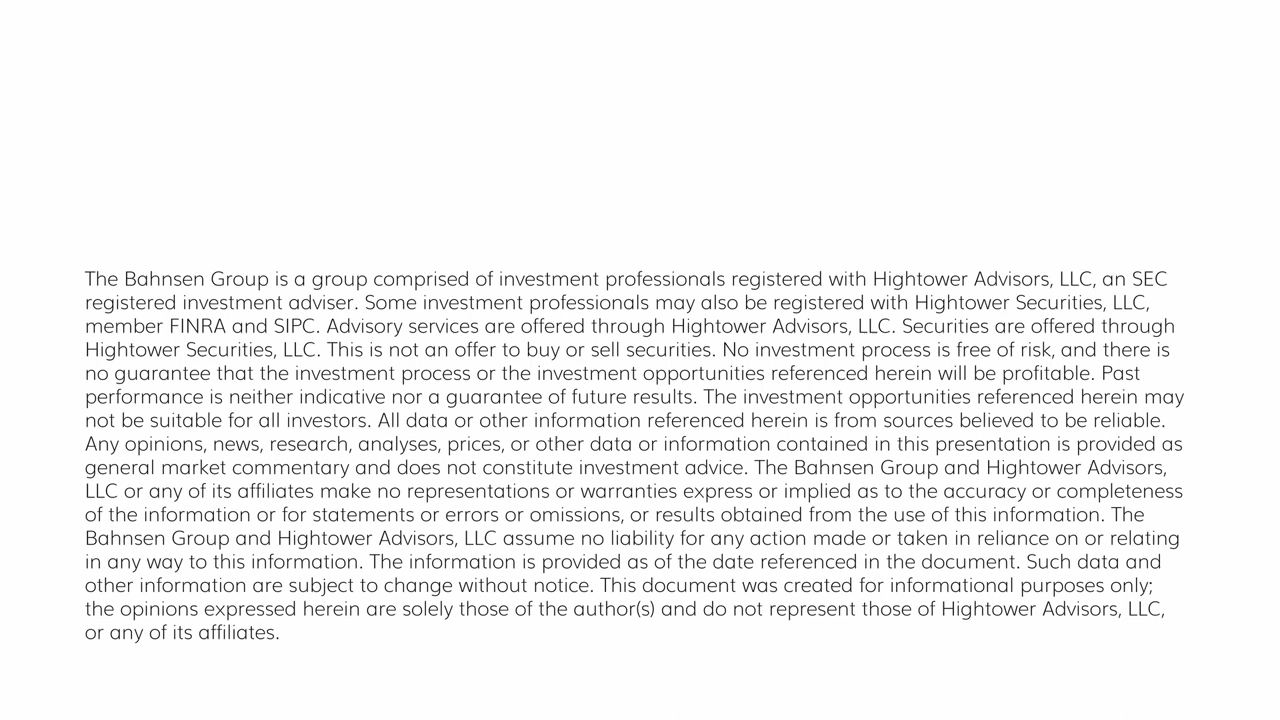 The Bahnsen Group is a group comprised of investment professionals registered with Hightower Advisors, LLC, an SEC
registered investment adviser. Some investment professionals may also be registered with Hightower Securities, LLC,
member FINRA and SIPC. Advisory services are offered through Hightower Advisors, LLC. Securities are offered through
Hightower Securities, LLC. This is not an offer to buy or sell securities. No investment process is free of risk, and there is
no guarantee that the investment process or the investment opportunities referenced herein will be profitable. Past
performance is neither indicative nor a guarantee of future results. The investment opportunities referenced herein may
not be suitable for all investors. All data or other information referenced herein is from sources believed to be reliable.
Any opinions, news, research, analyses, prices, or other data or information contained in this presentation is provided as
general market commentary and does not constitute investment advice. The Bahnsen Group and Hightower Advisors,
LLC or any of its affiliates make no representations or warranties express or implied as to the accuracy or completeness
of the information or for statements or errors or omissions, or results obtained from the use of this information. The
Bahnsen Group and Hightower Advisors, LLC assume no liability for any action made or taken in reliance on or relating
in any way to this information. The information is provided as of the date referenced in the document. Such data and
other information are subject to change without notice. This document was created for informational purposes only;
the opinions expressed herein are solely those of the author(s) and do not represent those of Hightower Advisors, LLC,
or any of its affiliates.